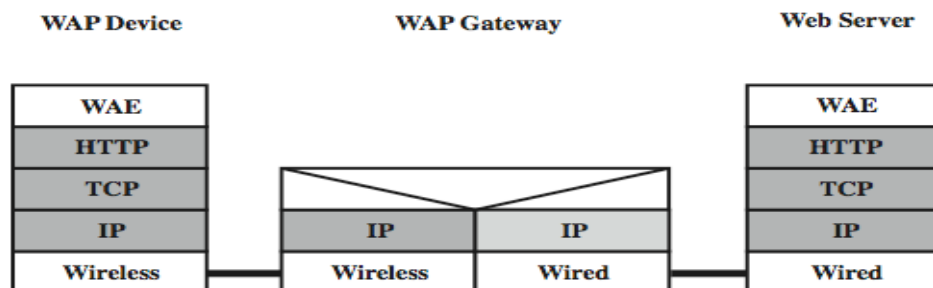 WAP Device WAP Gateway Web Server
WAE WAE
HTTP HTTP
TCP TCP
IP IP IP IP
Wireless Wireless Wired Wired